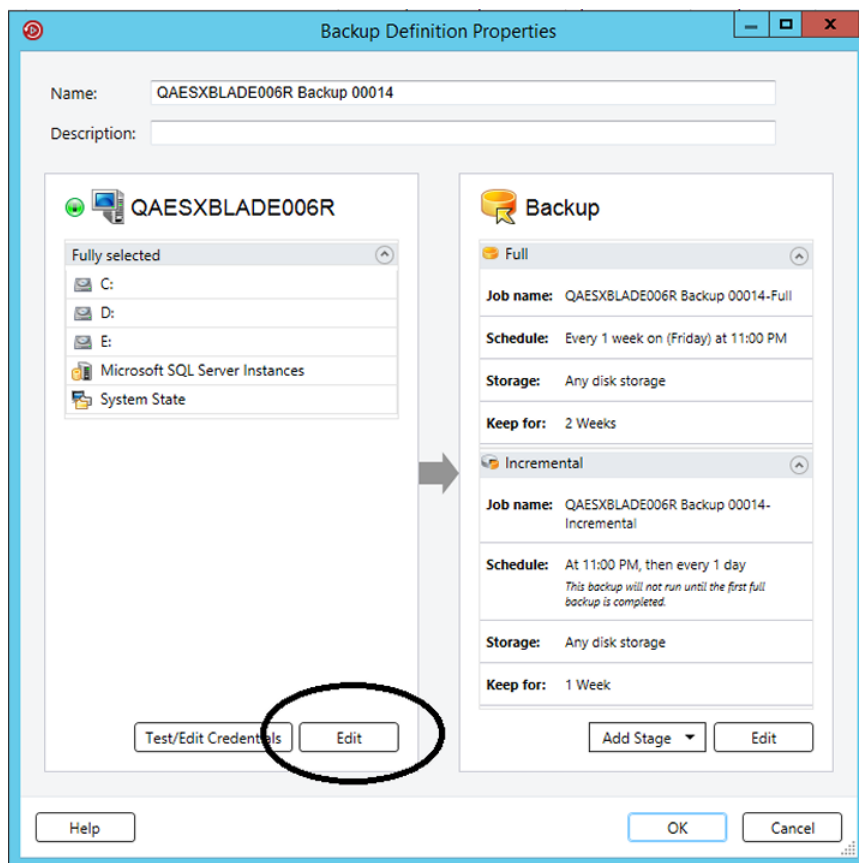 Backup Definition Properties
Name: QAESXBLADE006R Backup 00014
Description:
QAESXBLADE006R
Fully selected
C:
D:
E:
Microsoft SQL Server Instances
System State
Test/Edit Credentials Edit
Backup
Full
Job name: QAESXBLADE006R Backup 00014-Full
Schedule: Every 1 week on (Friday) at 11:00 PM
Storage: Any disk storage
Keep for: 2 Weeks
Incremental
Job name: QAESXBLADE006R Backup 00014-
Incremental
Schedule: At 11:00 PM, then every 1 day
This backup will not run until the first full
backup is completed.
Storage: Any disk storage
Keep for: 1 Week
Add Stage Edit
Help OK Cancel